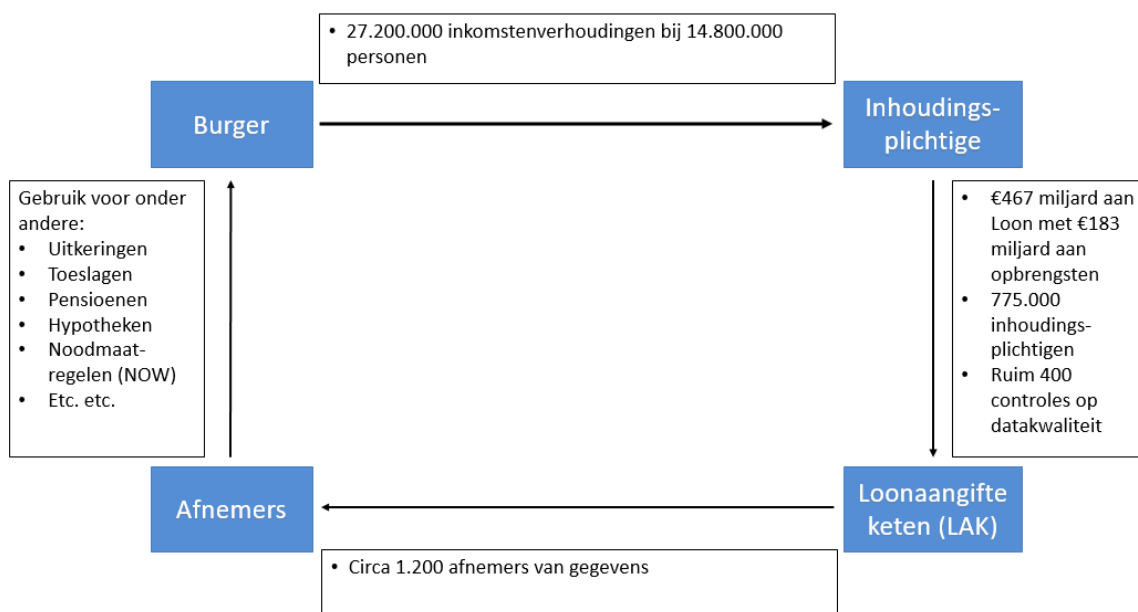 • 27.200.000 inkomstenverhoudingen bij 14.800.000
personen
Burger
Inhoudings-
plichtige
Gebruik voor onder
andere:
• Uitkeringen
• Toeslagen
• Pensioenen
• Hypotheken
• Noodmaat-
regelen (NOW)
• Etc. etc.
• €467 miljard aan
Loon met €183
miljard aan
opbrengsten
• 775.000
inhoudings-
plichtigen
• Ruim 400
controles op
datakwaliteit
Afnemers
Loonaangifte
keten (LAK)
• Circa 1.200 afnemers van gegevens